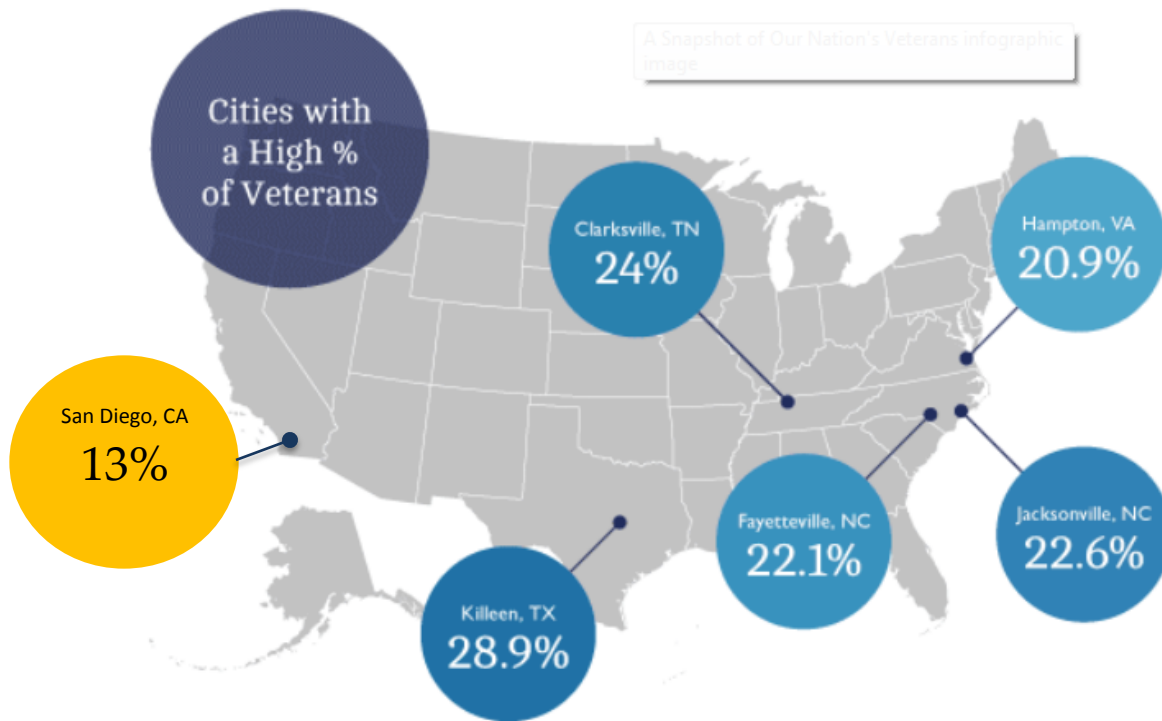 A Snapshot of Our Nation's Veterans infographic
image
Cities with
a High %
of Veterans
Clarksville, TN
24%
Hampton, VA
20.9%
San Diego, CA
13%
Fayetteville, NC
22.1%
Jacksonville, NC
22.6%
Killeen, TX
28.9%